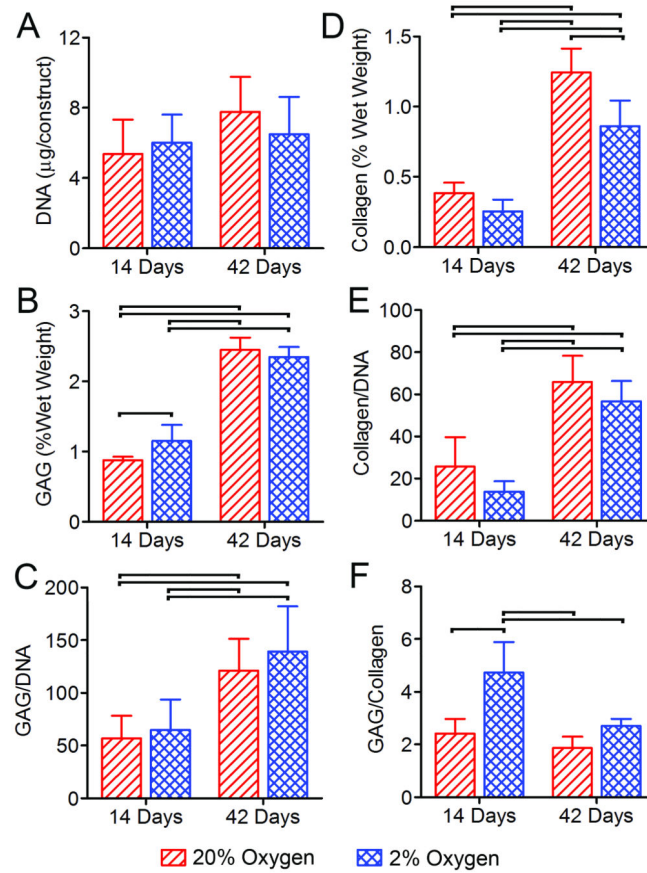 A
DNA (µg/construct)
12
9
6
3
0
14 Days
42 Days
B
GAG (%Wet Weight)
3
2
1
0
14 Days
42 Days
C
GAG/DNA
200
150
100
50
0
14 Days
42 Days
D
Collagen (% Wet Weight)
1.5
1.0
0.5
0.0
14 Days
42 Days
E
Collagen/DNA
100
80
60
40
20
0
14 Days
42 Days
F
GAG/Collagen
8
6
4
2
0
14 Days
42 Days
20% Oxygen
2% Oxygen